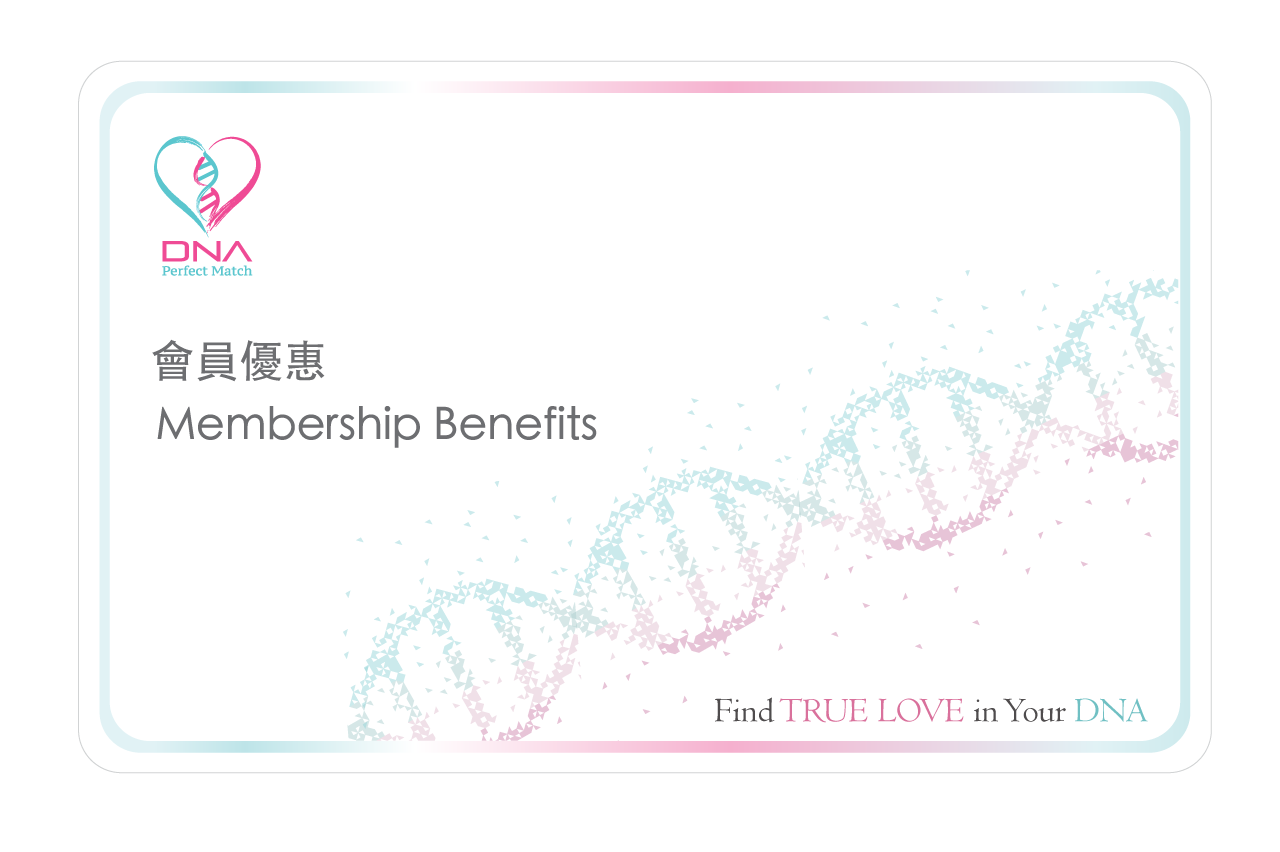 DNA
Perfect Match
會員優惠
Membership Benefits
Find TRUE LOVE in Your DNA